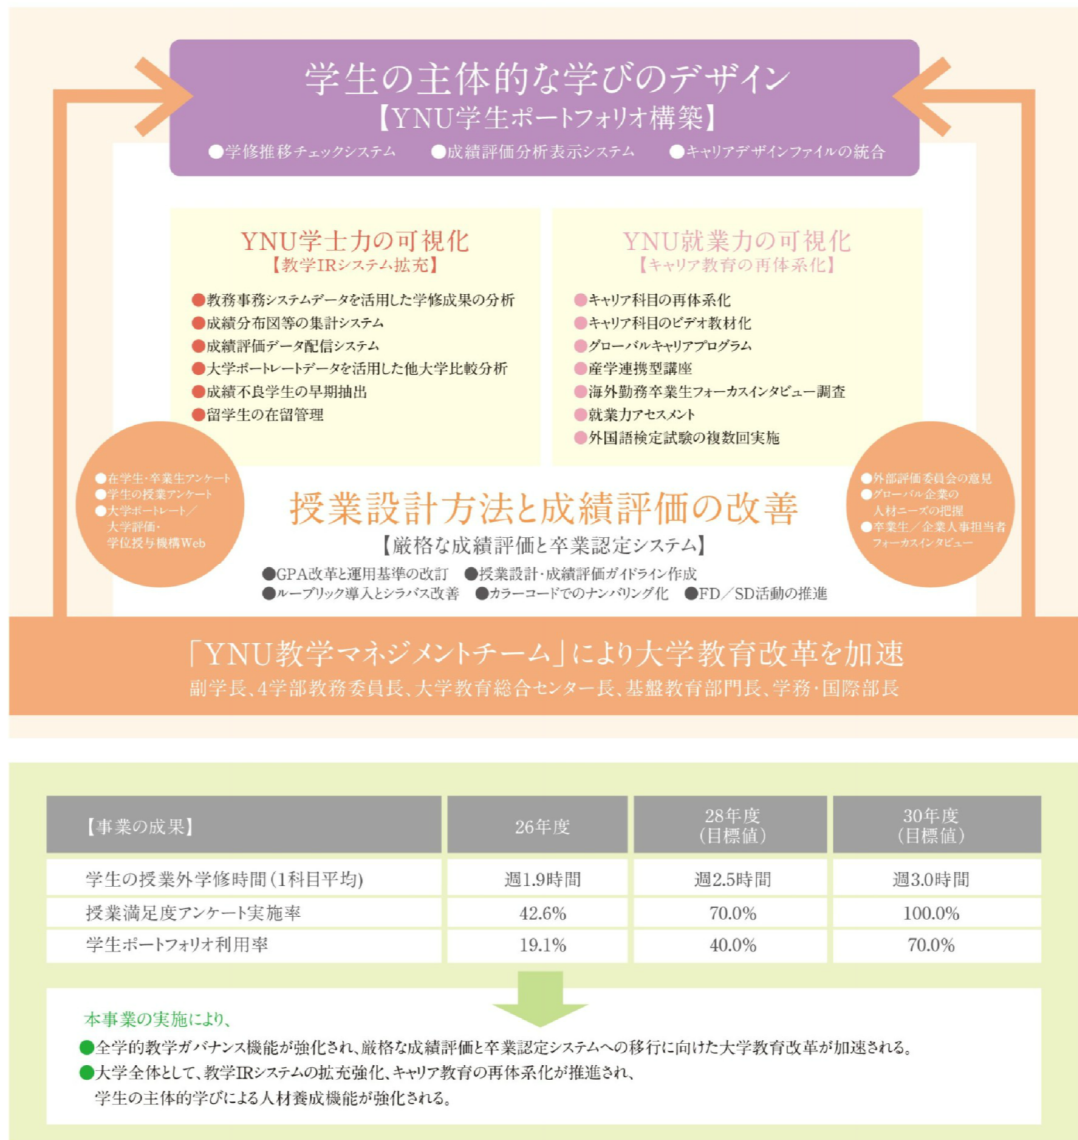 学生の主体的な学びのデザイン
【YNU学生ポートフォリオ構築】
●学修推移チェックシステム ●成績評価分析表示システム ●キャリアデザインファイルの統合
YNU学士力の可視化
【教学IRシステム拡充】
●教務事務システムデータを活用した学修成果の分析
●成績分布図等の集計システム
●成績評価データ配信システム
●大学ポートレートデータを活用した他大学比較分析
●成績不良学生の早期抽出
●留学生の在留管理
YNU就業力の可視化
【キャリア教育の再体系化】
●キャリア科目の再体系化
●キャリア科目のビデオ教材化
●グローバルキャリアプログラム
●産学連携型講座
●海外勤務卒業生フォーカスインタビュー調査
●就業力アセスメント
●外国語検定試験の複数回実施
●在学生・卒業生アンケート
●学生の授業アンケート
●大学ポートレート／
大学評価・
学位授与機構Web
●外部評価委員会の意見
●グローバル企業の
人材ニーズの把握
●卒業生／企業人事担当者
フォーカスインタビュー
授業設計方法と成績評価の改善
【厳格な成績評価と卒業認定システム】
●GPA改革と運用基準の改訂 ●授業設計・成績評価ガイドライン作成
●ルーブリック導入とシラバス改善 ●カラーコードでのナンバリング化 ●FD／SD活動の推進
「YNU教学マネジメントチーム」により大学教育改革を加速
副学長、4学部教務委員長、大学教育総合センター長、基盤教育部門長、学務・国際部長
【事業の成果】 26年度 28年度（目標値） 30年度（目標値）
学生の授業外学修時間（1科目平均） 週1.9時間 週2.5時間 週3.0時間
授業満足度アンケート実施率 42.6% 70.0% 100.0%
学生ポートフォリオ利用率 19.1% 40.0% 70.0%
本事業の実施により、
●全学的教学ガバナンス機能が強化され、厳格な成績評価と卒業認定システムへの移行に向けた大学教育改革が加速される。
●大学全体として、教学IRシステムの拡充強化、キャリア教育の再体系化が推進され、
学生の主体的学びによる人材養成機能が強化される。